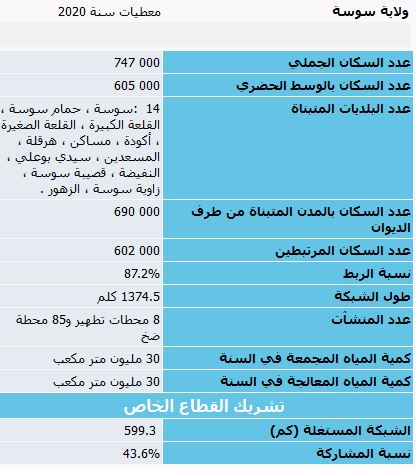 ولاية سوسة معطيات سنة 2020
عدد السكان الجملي 747 000
عدد السكان بالوسط الحضري 605 000
عدد البلديات المتبناة 14 :سوسة ، حمام سوسة ،
القلعة الكبيرة ، القلعة الصغيرة
، أكودة ، مساكن ، هرقلة ،
المسعدين ، سيدي بوعلي ،
النفيضة ، قصيبة سوسة ،
زاوية سوسة ، الزهور .
عدد السكان بالمدن المتبناة من طرف 690 000
الديوان
عدد السكان المرتبطين 602 000
نسبة الربط 87.2%
طول الشبكة 1374.5 كلم
عدد المنشآت 8 محطات تطهير و85 محطة
ضخ
كمية المياه المجمعة في السنة 30 مليون متر مكعب
كمية المياه المعالجة في السنة 30 مليون متر مكعب
تشريك القطاع الخاص
الشبكة المستغلة (كم) 599.3
نسبة المشاركة 43.6%